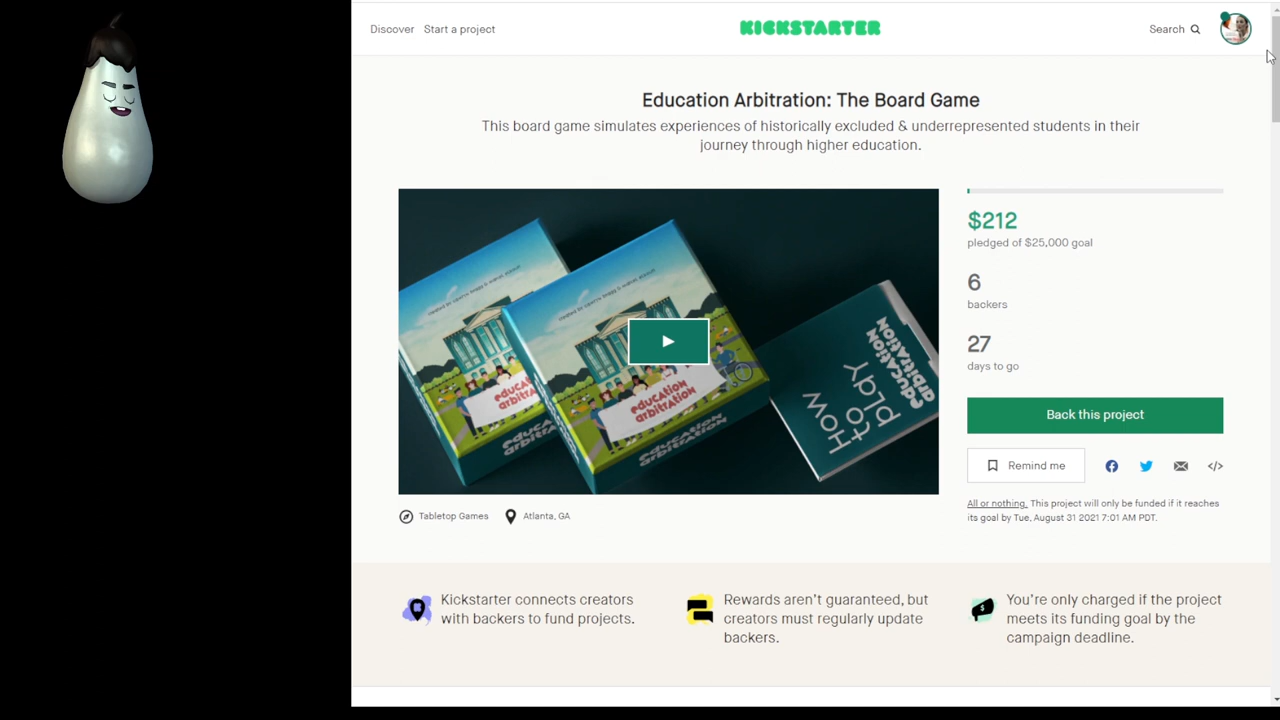 Discover Start a project
KICKSTARTER
Search
Education Arbitration: The Board Game
This board game simulates experiences of historically excluded & underrepresented students in their
journey through higher education.
education
arbitration
education
arbitration
How
to
play
education
arbitration
$212
pledged of $25,000 goal
6
backers
27
days to go
Back this project
Remind me
</>
All or nothing. This project will only be funded if it reaches
its goal by Tue, August 31 2021 7:01 AM PDT.
Tabletop Games Atlanta, GA
Kickstarter connects creators
with backers to fund projects.
Rewards aren't guaranteed, but
creators must regularly update
backers.
You're only charged if the project
meets its funding goal by the
campaign deadline.